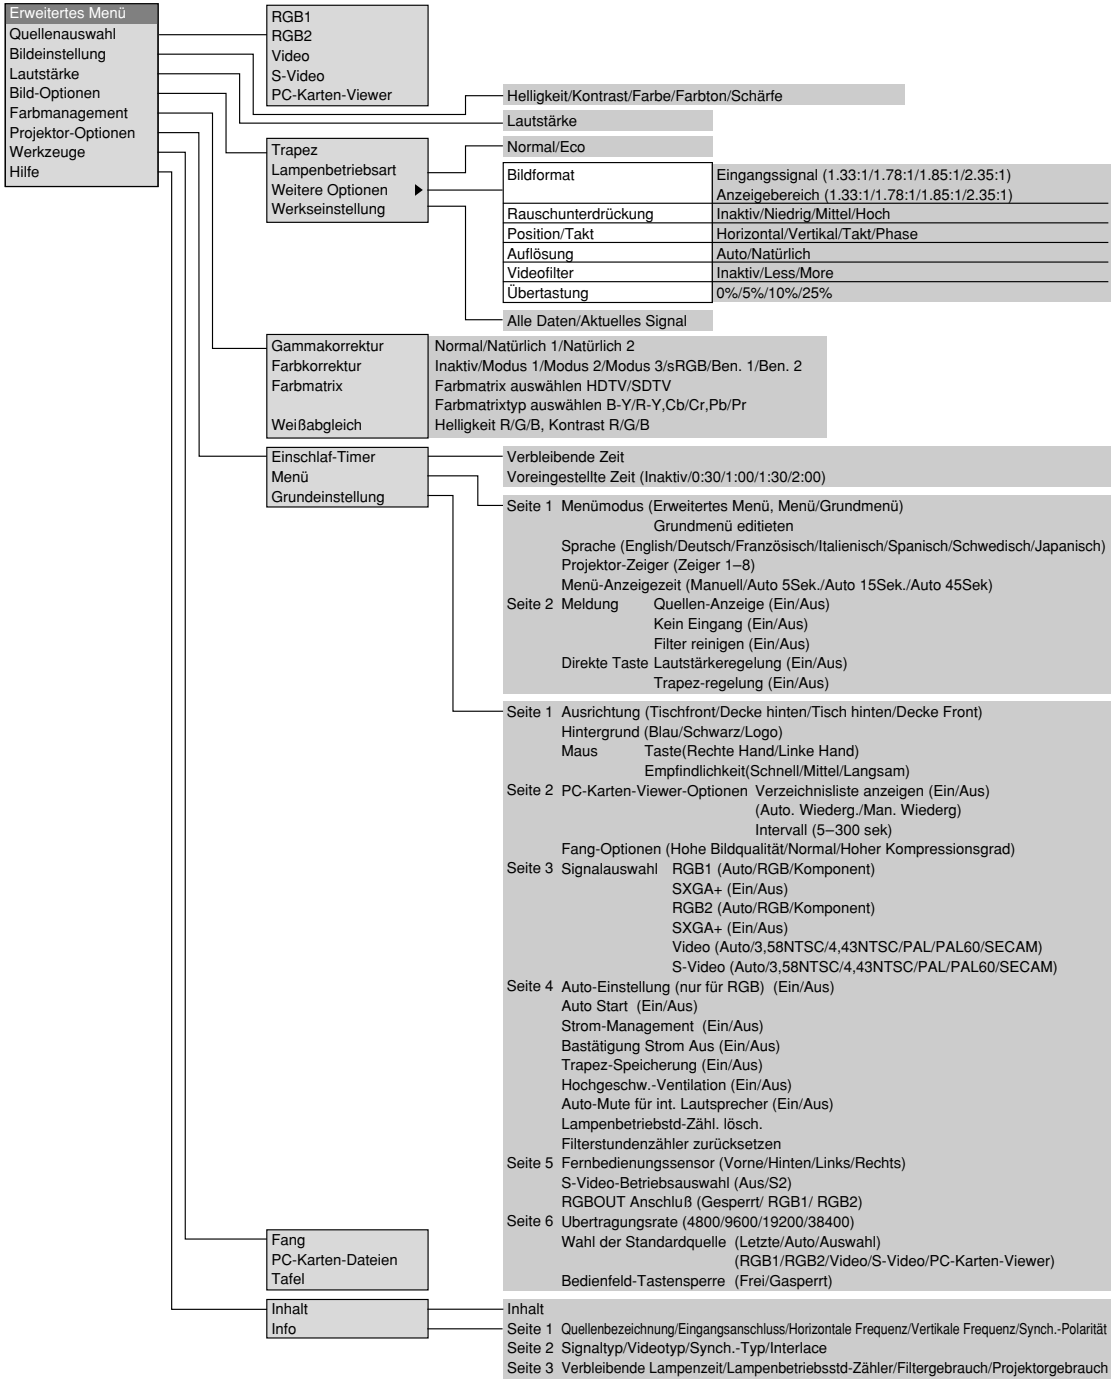 Erweitertes Menü
Quellenauswahl
Bildeinstellung
Lautstärke
Bild-Optionen
Farbmanagement
Projektor-Optionen
Werkzeuge
Hilfe
RGB1
RGB2
Video
S-Video
PC-Karten-Viewer
Helligkeit/Kontrast/Farbe/Farbton/Schärfe
Lautstärke
Trapez
Lampenbetriebsart
Weitere Optionen
Werkseinstellung
Normal/Eco
Bildformat Eingangssignal (1.33:1/1.78:1/1.85:1/2.35:1)
Anzeigebereich (1.33:1/1.78:1/1.85:1/2.35:1)
Rauschunterdrückung Inaktiv/Niedrig/Mittel/Hoch
Position/Takt Horizontal/Vertikal/Takt/Phase
Auflösung Auto/Natürlich
Videofilter Inaktiv/Less/More
Übertastung 0%/5%/10%/25%
Alle Daten/Aktuelles Signal
Gammakorrektur Normal/Natürlich 1/Natürlich 2
Farbkorrektur Inaktiv/Modus 1/Modus 2/Modus 3/sRGB/Ben. 1/Ben. 2
Farbmatrix Farbmatrix auswählen HDTV/SDTV
Farbmatrixtyp auswählen B-Y/R-Y,Cb/Cr,Pb/Pr
Weißabgleich Helligkeit R/G/B, Kontrast R/G/B
Einschlaf-Timer
Menü
Grundeinstellung
Verbleibende Zeit
Voreingestellte Zeit (Inaktiv/0:30/1:00/1:30/2:00)
Seite 1 Menümodus (Erweitertes Menü, Menü/Grundmenü)
Grundmenü editieten
Sprache (English/Deutsch/Französisch/Italienisch/Spanisch/Schwedisch/Japanisch)
Projektor-Zeiger (Zeiger 1–8)
Menü-Anzeigezeit (Manuell/Auto 5Sek./Auto 15Sek./Auto 45Sek)
Seite 2 Meldung Quellen-Anzeige (Ein/Aus)
Kein Eingang (Ein/Aus)
Filter reinigen (Ein/Aus)
Direkte Taste Lautstärkeregelung (Ein/Aus)
Trapez-regelung (Ein/Aus)
Seite 1 Ausrichtung (Tischfront/Decke hinten/Tisch hinten/Decke Front)
Hintergrund (Blau/Schwarz/Logo)
Maus Taste(Rechte Hand/Linke Hand)
Empfindlichkeit(Schnell/Mittel/Langsam)
Seite 2 PC-Karten-Viewer-Optionen Verzeichnisliste anzeigen (Ein/Aus)
(Auto. Wiederg./Man. Wiederg)
Intervall (5–300 sek)
Fang-Optionen (Hohe Bildqualität/Normal/Hoher Kompressionsgrad)
Seite 3 Signalauswahl RGB1 (Auto/RGB/Komponent)
SXGA+ (Ein/Aus)
RGB2 (Auto/RGB/Komponent)
SXGA+ (Ein/Aus)
Video (Auto/3,58NTSC/4,43NTSC/PAL/PAL60/SECAM)
S-Video (Auto/3,58NTSC/4,43NTSC/PAL/PAL60/SECAM)
Seite 4 Auto-Einstellung (nur für RGB) (Ein/Aus)
Auto Start (Ein/Aus)
Strom-Management (Ein/Aus)
Bastätigung Strom Aus (Ein/Aus)
Trapez-Speicherung (Ein/Aus)
Hochgeschw.-Ventilation (Ein/Aus)
Auto-Mute für int. Lautsprecher (Ein/Aus)
Lampenbetriebstd-Zähl. lösch.
Filterstundenzähler zurücksetzen
Seite 5 Fernbedienungssensor (Vorne/Hinten/Links/Rechts)
S-Video-Betriebsauswahl (Aus/S2)
RGBOUT Anschluß (Gesperrt/ RGB1/ RGB2)
Seite 6 Ubertragungsrate (4800/9600/19200/38400)
Wahl der Standardquelle (Letzte/Auto/Auswahl)
(RGB1/RGB2/Video/S-Video/PC-Karten-Viewer)
Bedienfeld-Tastensperre (Frei/Gasperrt)
Fang
PC-Karten-Dateien
Tafel
Inhalt
Info
Inhalt
Seite 1 Quellenbezeichnung/Eingangsanschluss/Horizontale Frequenz/Vertikale Frequenz/Synch.-Polarität
Seite 2 Signaltyp/Videotyp/Synch.-Typ/Interlace
Seite 3 Verbleibende Lampenzeit/Lampenbetriebsstd-Zähler/Filtergebrauch/Projektorgebrauch